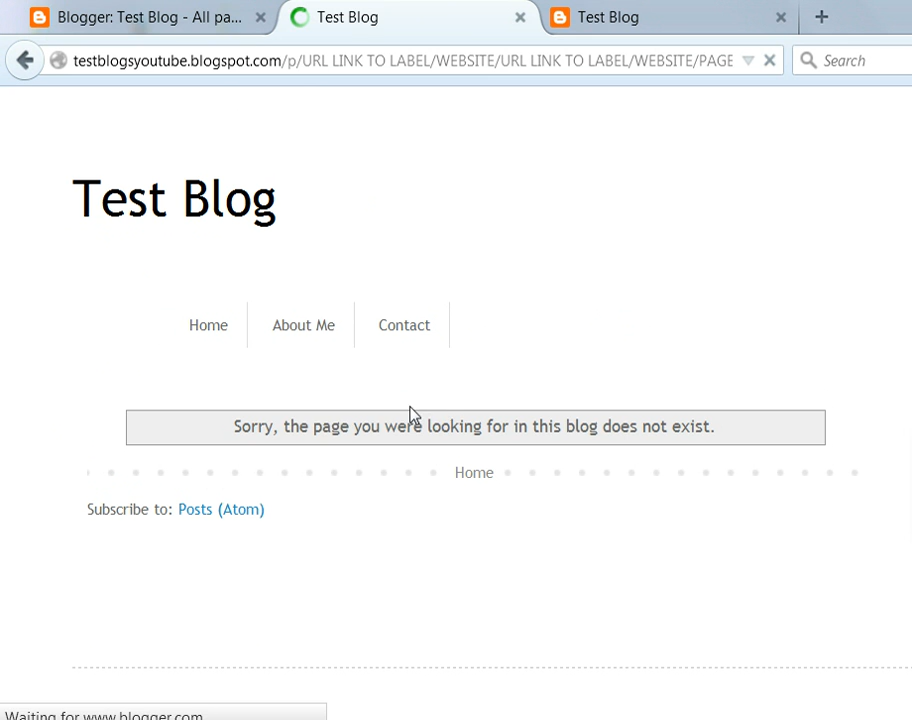 Blogger: Test Blog - All pa...
Test Blog
Test Blog
testblogsyoutube.blogspot.com/p/URL LINK TO LABEL/WEBSITE/URL LINK TO LABEL/WEBSITE/PAGE
Search
Test Blog
Home
About Me
Contact
Sorry, the page you were looking for in this blog does not exist.
Home
Subscribe to: Posts (Atom)
Waiting for www.blogger.com